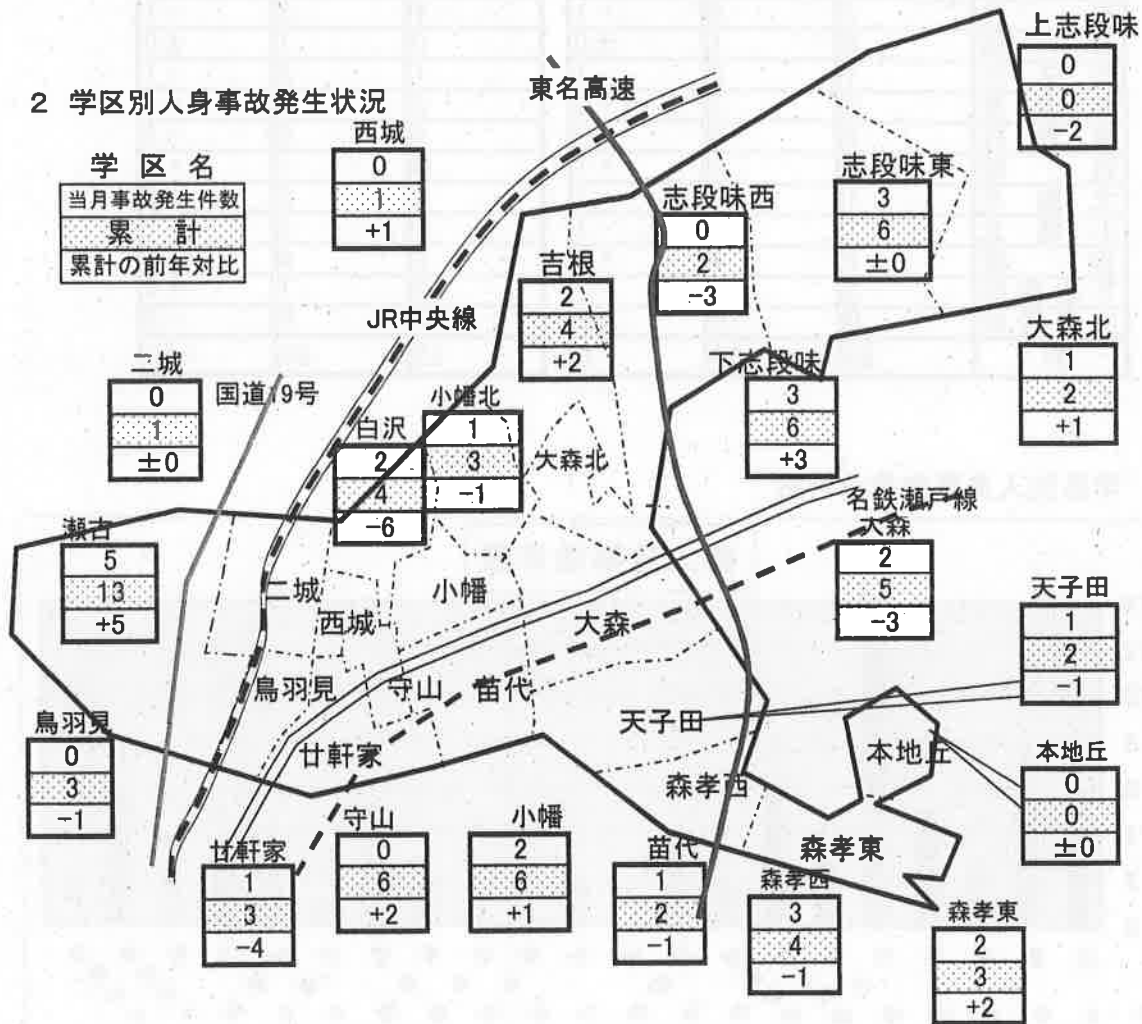 2 学区別人身事故発生状況
学区名
当月事故発生件数
累計
累計の前年対比
東名高速
上志段味
0
0
-2
西城
0
1
+1
志段味東
3
6
±0
志段味西
0
2
-3
吉根
2
4
+2
JR中央線
大森北
1
2
+1
下志段味
3
6
+3
二城
0
1
±0
国道19号
小幡北
1
3
-1
白沢
2
4
-6
大森北
名鉄瀬戸線
大森
2
5
-3
瀬古
5
13
+5
二城
西城
小幡
大森
天子田
1
2
-1
鳥羽見
守山
苗代
天子田
鳥羽見
0
3
-1
廿軒家
森孝西
本地丘
本地丘
0
0
±0
森孝東
廿軒家
1
3
-4
守山
0
6
+2
小幡
2
6
+1
苗代
1
2
-1
森孝西
3
4
-1
森孝東
2
3
+2